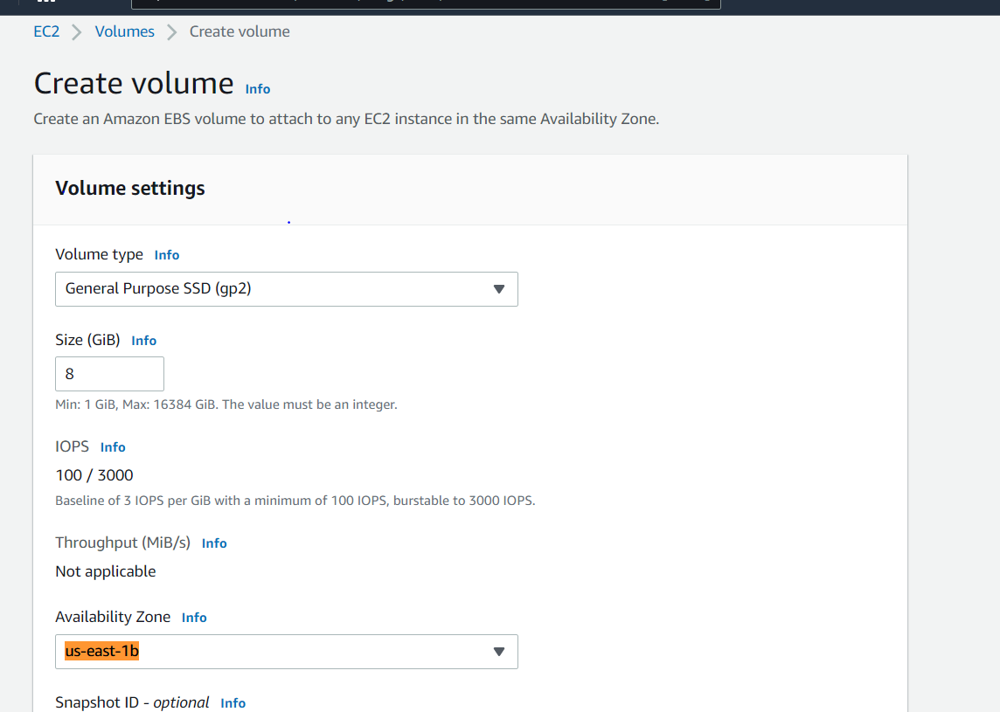 EC2 > Volumes > Create volume
Create volume Info
Create an Amazon EBS volume to attach to any EC2 instance in the same Availability Zone.
Volume settings
Volume type Info
General Purpose SSD (gp2)
Size (GiB) Info
8
Min: 1 GiB, Max: 16384 GiB. The value must be an integer.
IOPS Info
100 / 3000
Baseline of 3 IOPS per GiB with a minimum of 100 IOPS, burstable to 3000 IOPS.
Throughput (MiB/s) Info
Not applicable
Availability Zone Info
us-east-1b
Snapshot ID - optional Info